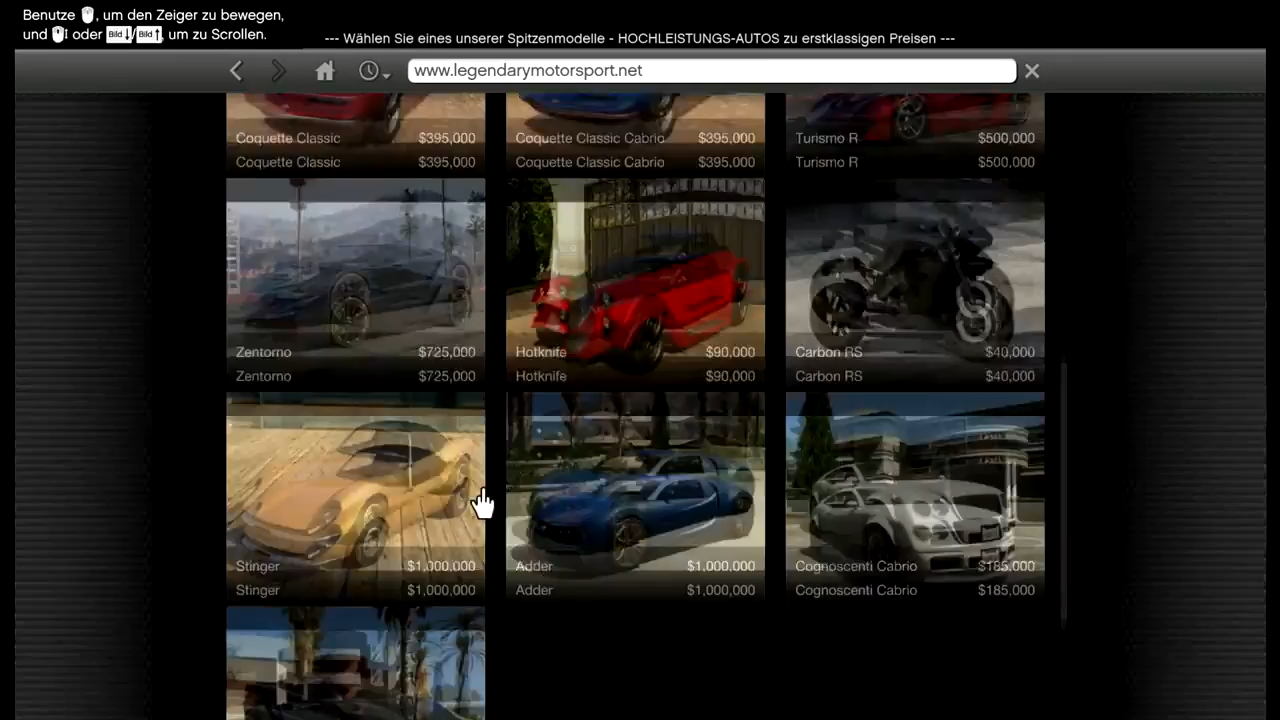 Benutze , um den Zeiger zu bewegen,
und oder Bild / Bild , um zu Scrollen.
--- Wählen Sie eines unserer Spitzenmodelle - HOCHLEISTUNGS-AUTOS zu erstklassigen Preisen ---
www.legendarymotorsport.net
Coquette Classic $395,000 Coquette Classic Cabrio $395,000 Turismo R $500,000
Coquette Classic $395,000 Coquette Classic Cabrio $395,000 Turismo R $500,000
Zentorno $725,000 Hotknife $90,000 Carbon RS $40,000
Zentorno $725,000 Hotknife $90,000 Carbon RS $40,000
Stinger $1,000,000 Adder $1,000,000 Cognoscenti Cabrio $185,000
Stinger $1,000,000 Adder $1,000,000 Cognoscenti Cabrio $185,000